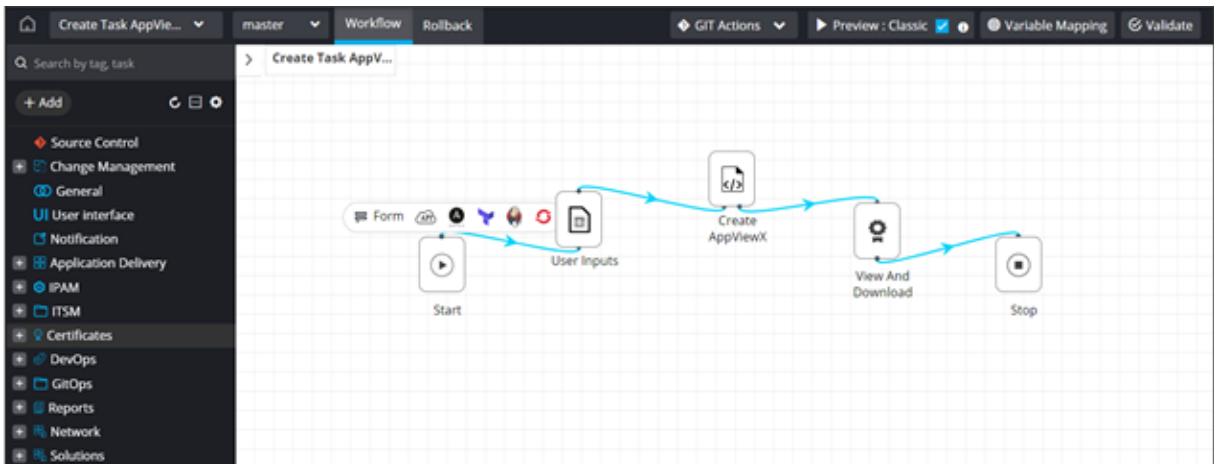 Create Task AppVie... master Workflow Rollback GIT Actions Preview : Classic Variable Mapping Validate
Search by tag, task
Create Task AppV...
+ Add
Source Control
Change Management
General
User interface
Notification
Application Delivery
IPAM
ITSM
Certificates
DevOps
GitOps
Reports
Network
Solutions
Form API
Start
User Inputs
Create
AppViewX
View And
Download
Stop